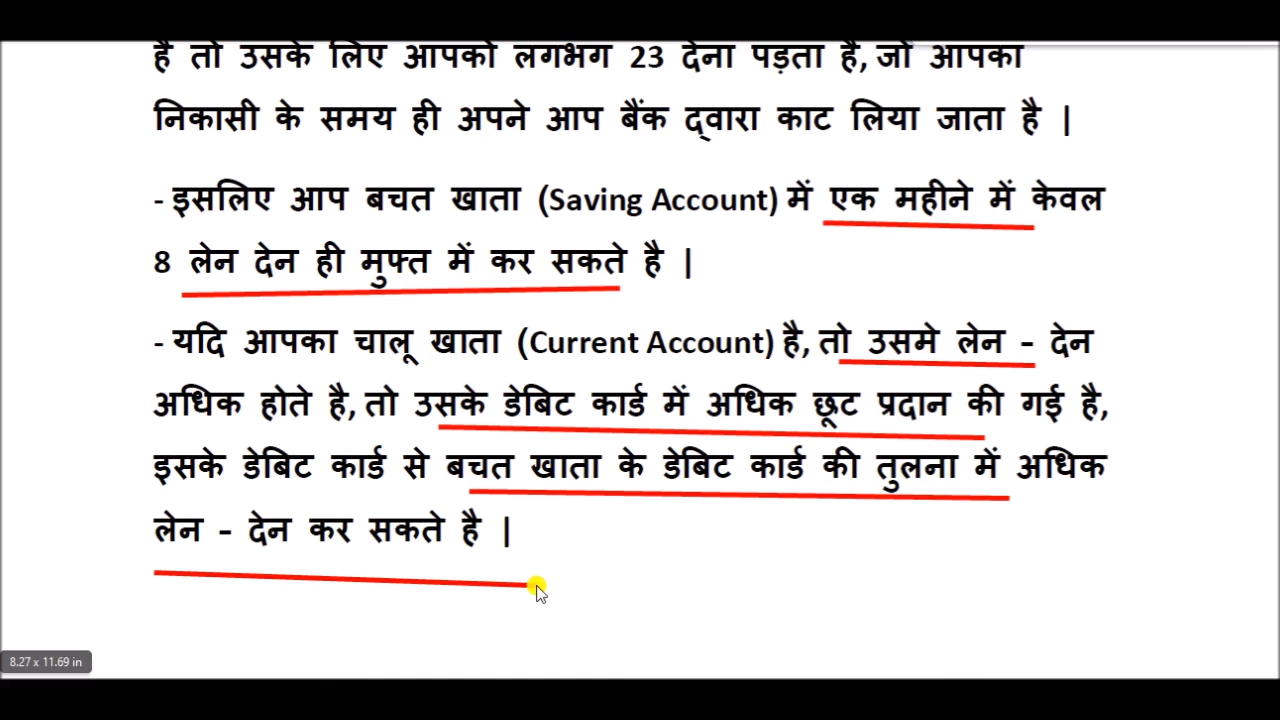 है तो उसके लिए आपको लगभग 23 देना पड़ता है, जो आपका
निकासी के समय ही अपने आप बैंक द्वारा काट लिया जाता है |
- इसलिए आप बचत खाता (Saving Account) में एक महीने में केवल
8 लेन देन ही मुफ्त में कर सकते है |
- यदि आपका चालू खाता (Current Account) है, तो उसमे लेन – देन
अधिक होते है, तो उसके डेबिट कार्ड में अधिक छूट प्रदान की गई है,
इसके डेबिट कार्ड से बचत खाता के डेबिट कार्ड की तुलना में अधिक
लेन – देन कर सकते है |
8.27 x 11.69 in